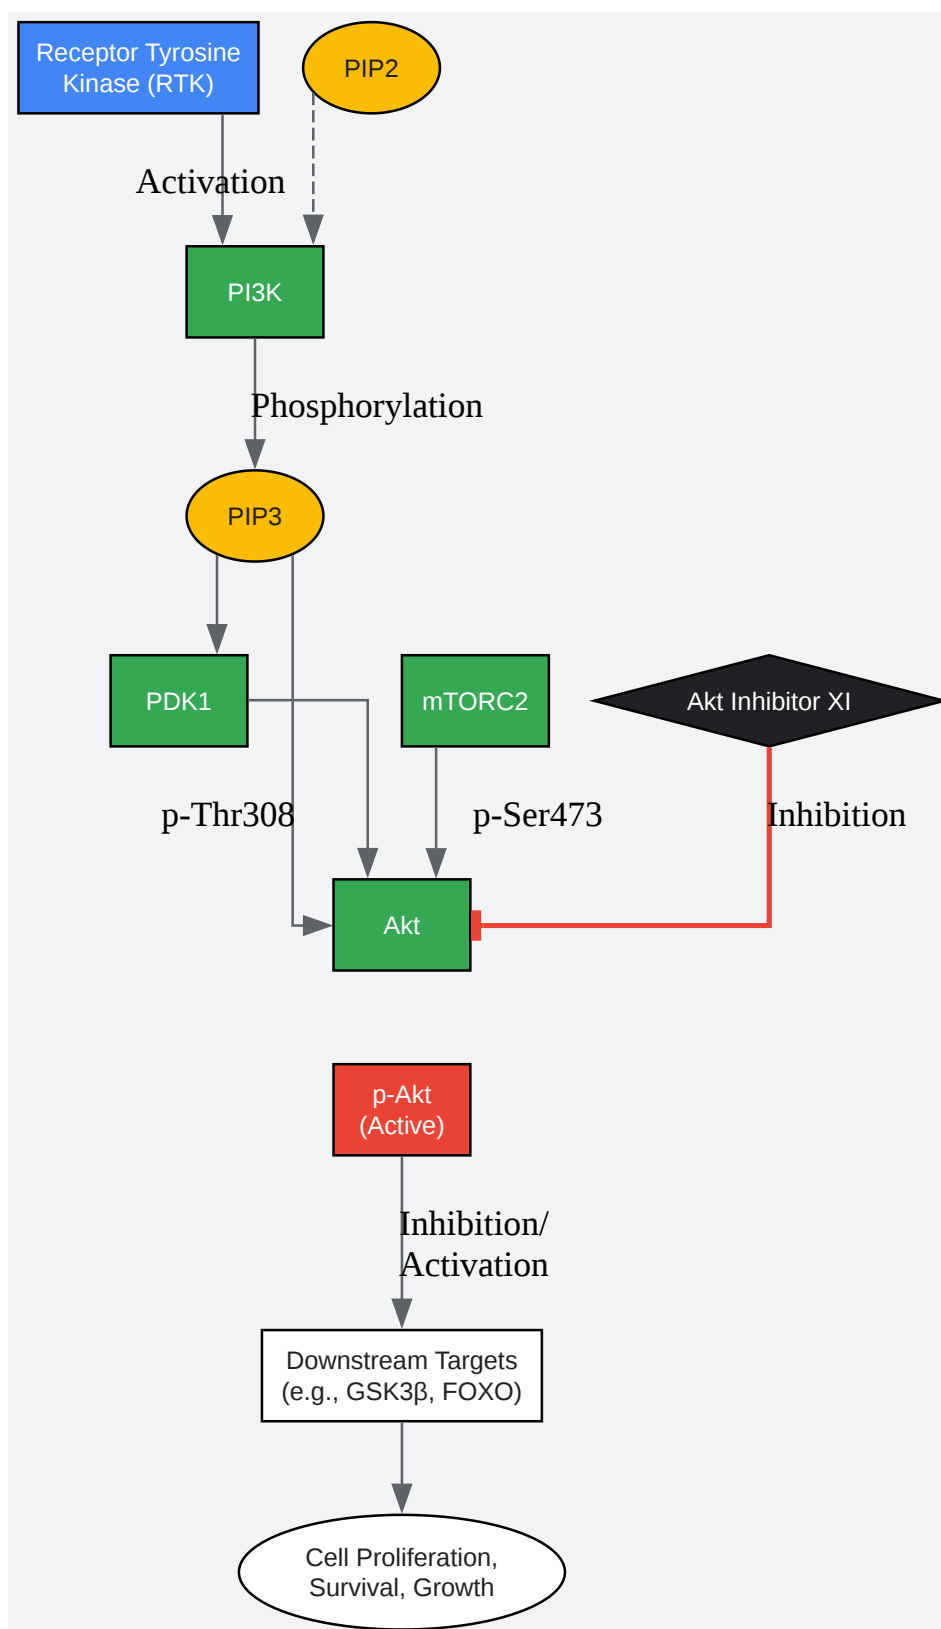 Receptor Tyrosine
Kinase (RTK)
PIP2
Activation
PI3K
Phosphorylation
PIP3
PDK1
mTORC2
Akt Inhibitor XI
p-Thr308
p-Ser473
Inhibition
Akt
p-Akt
(Active)
Inhibition/
Activation
Downstream Targets
(e.g., GSK3β, FOXO)
Cell Proliferation,
Survival, Growth